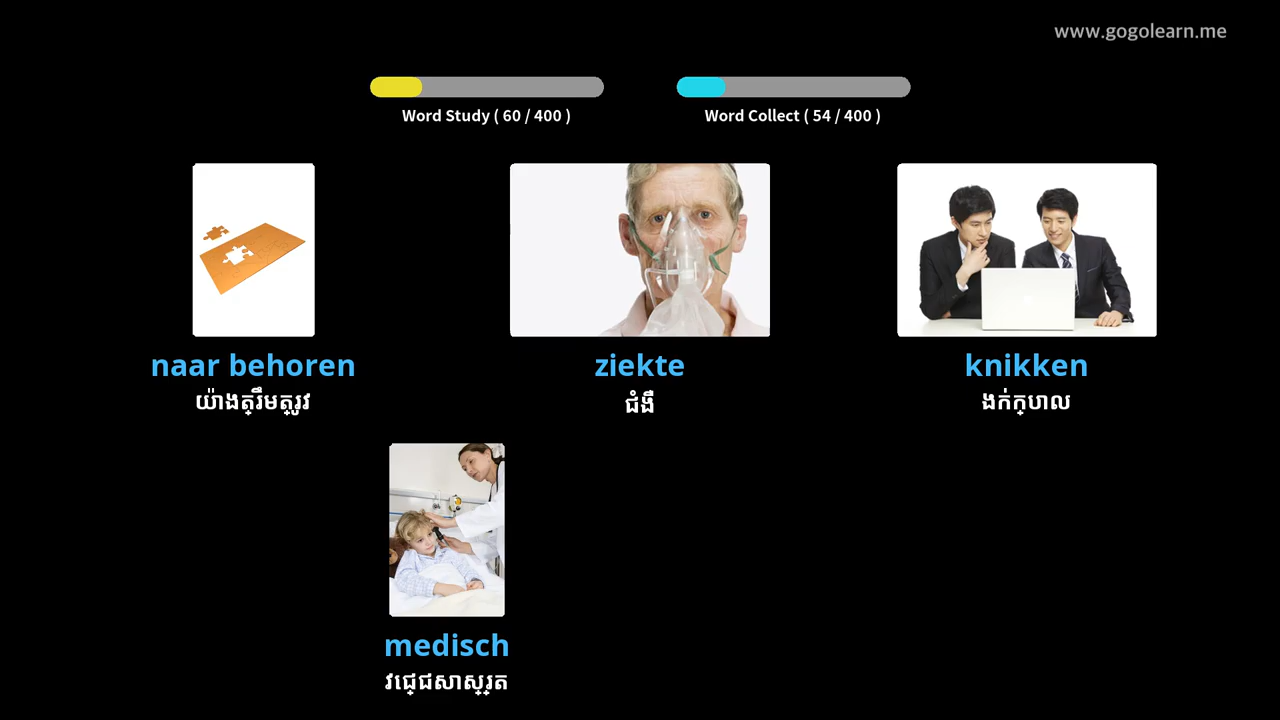 www.gogolearn.me
Word Study ( 60 / 400 )
Word Collect ( 54 / 400 )
naar behoren
យ៉ាងត្រឹមត្រូវ
ziekte
ជំងឺ
knikken
ងក់ក្បាល
medisch
វេជ្ជសាស្ត្រ